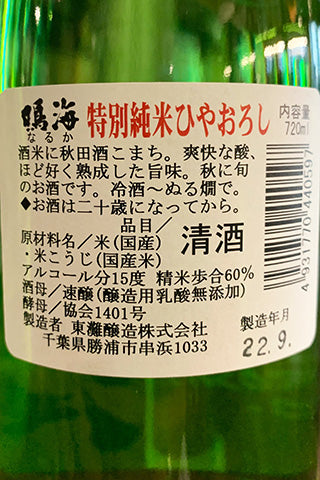 鳴海 特別純米ひやおろし 内容量
なるか 720ml
酒米に秋田酒こまち。爽快な酸、
ほど好く熟成した旨味。秋に旬
のお酒です。冷酒~ぬる燗で。
◆お酒は二十歳になってから。
品目/
清酒
原材料名/米(国産)
・米こうじ(国産米)
アルコール分15度 精米歩合60%
酒母/速醸(醸造用乳酸無添加)
酵母/協会1401号
製造者 東灘醸造株式会社
千葉県勝浦市串浜1033
製造年月
22.9.
4931770440597